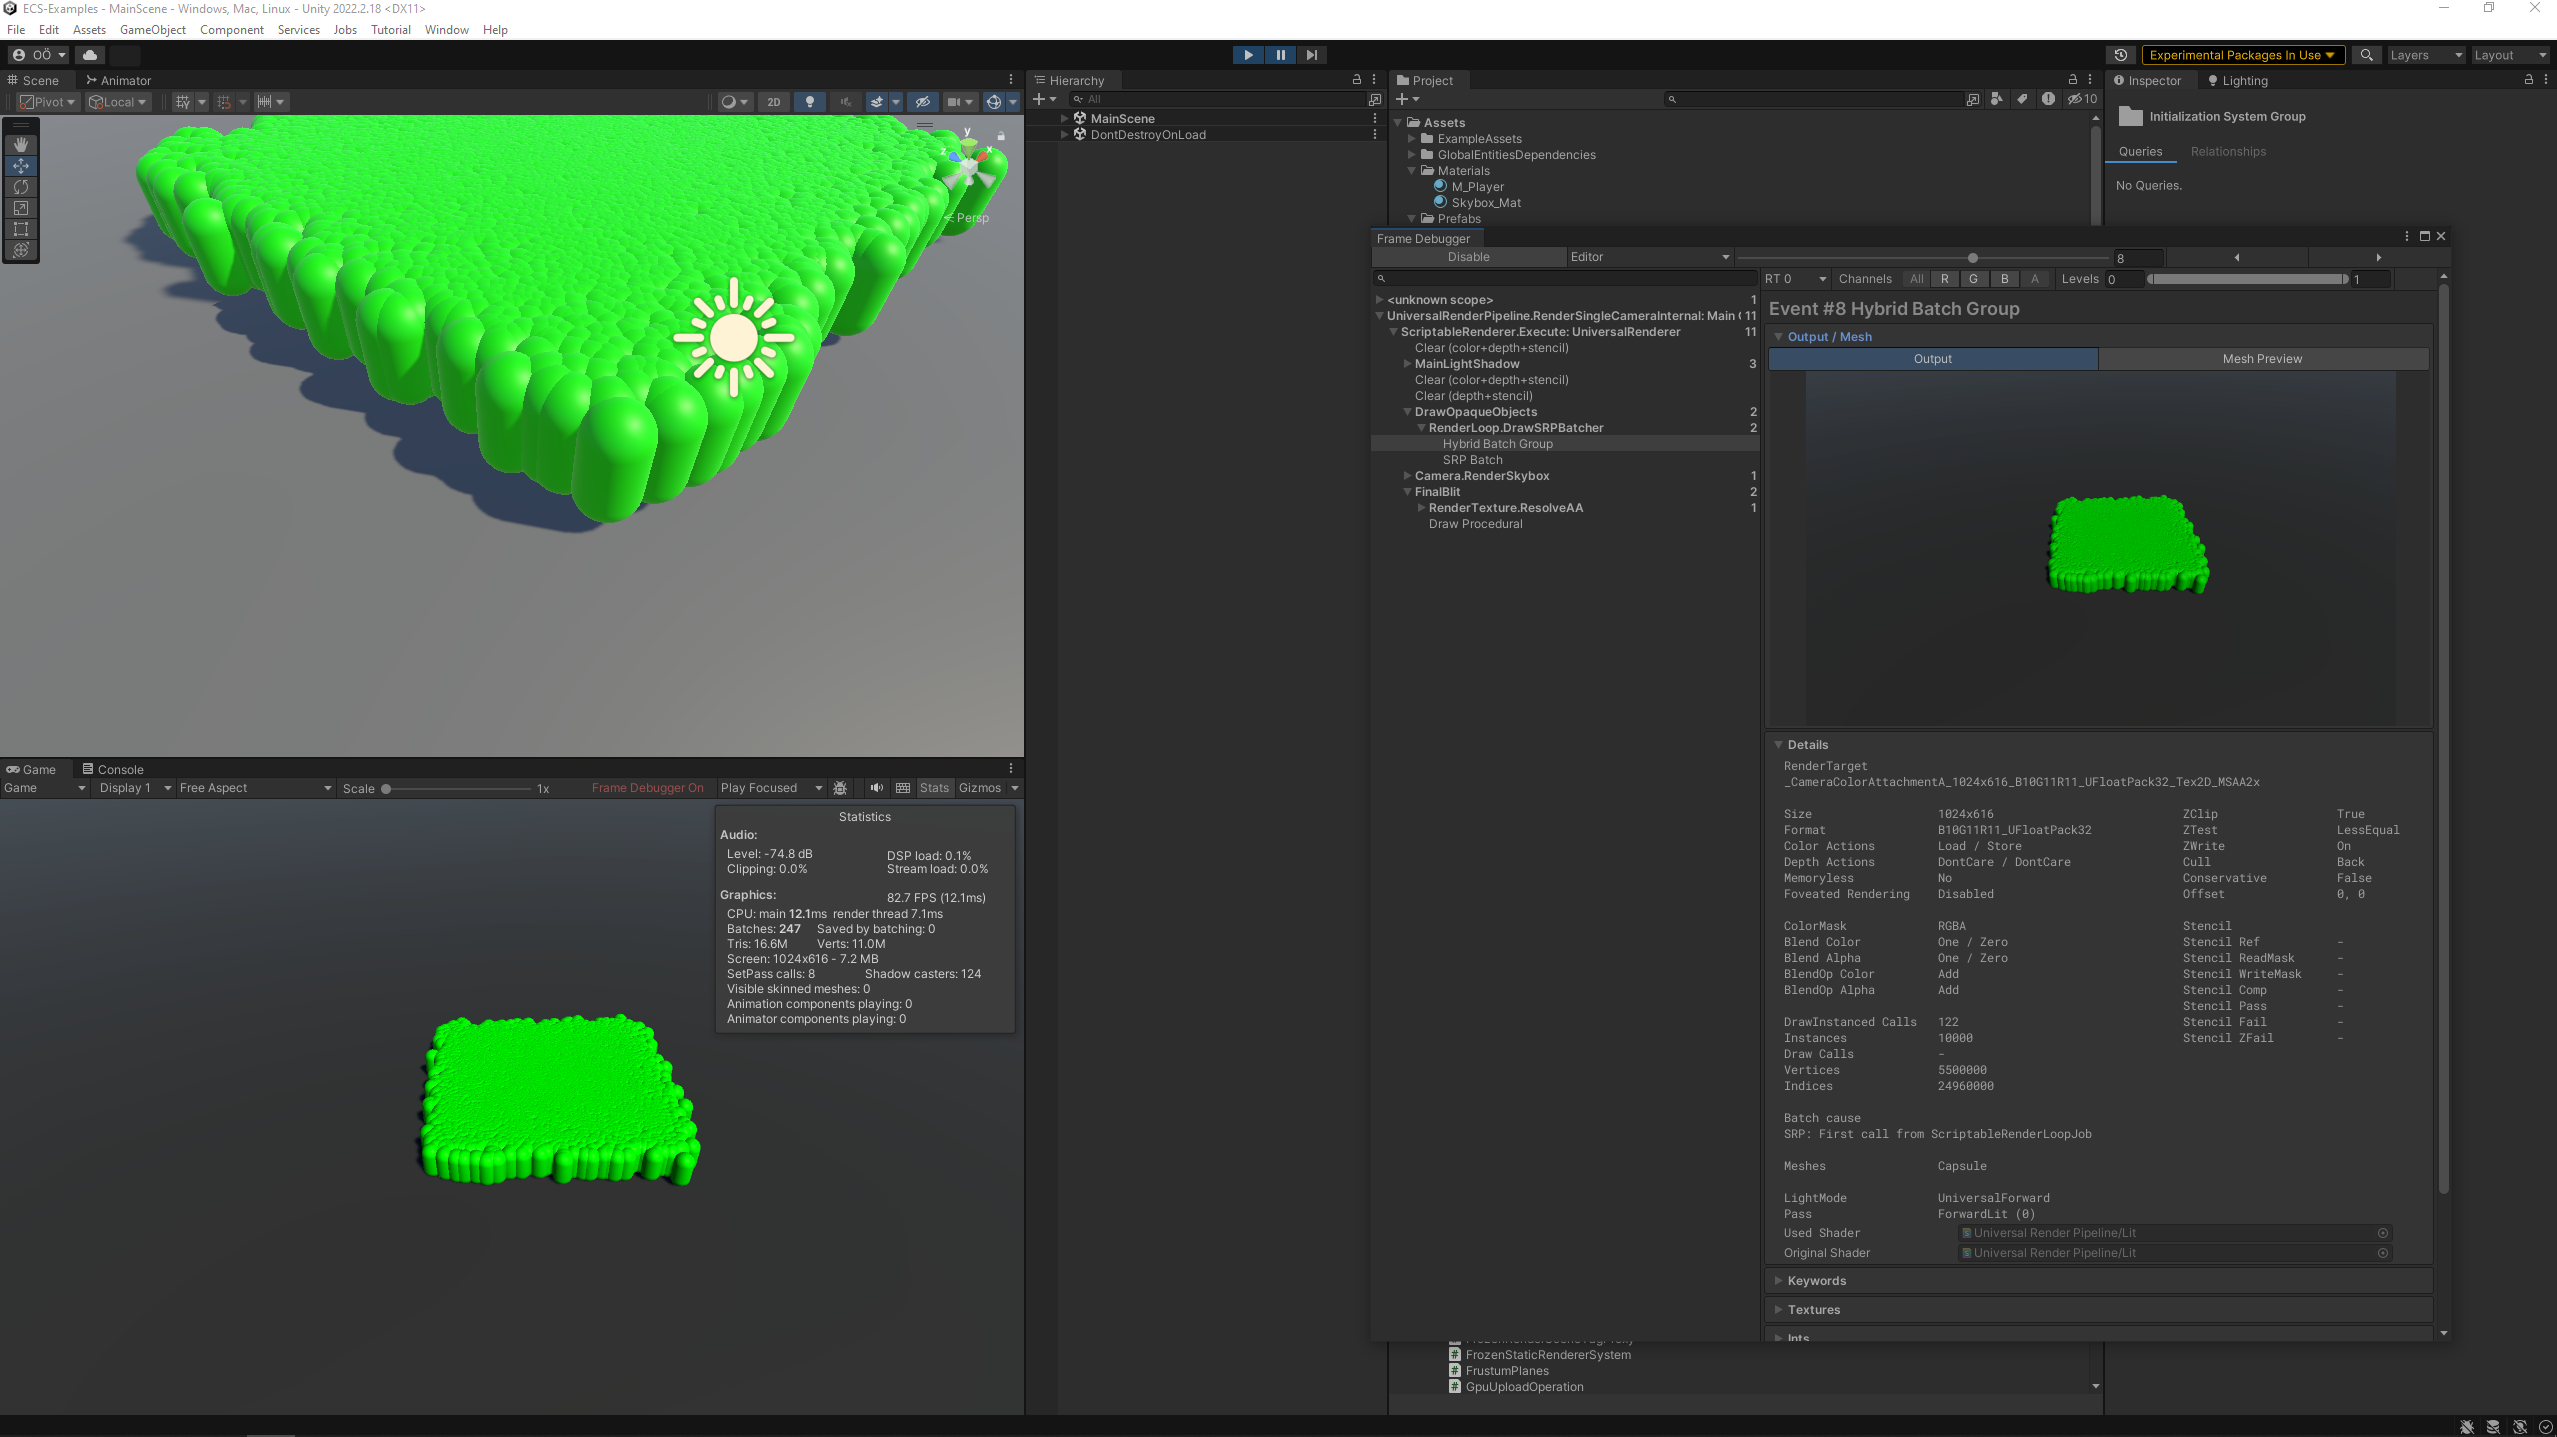 ECS-Examples - MainScene - Windows, Mac, Linux - Unity 2022.2.18 <DX11>
File Edit Assets GameObject Component Services Jobs Tutorial Window Help
OÖ
Experimental Packages In Use
Layers
Layout
Scene
Animator
Pivot
Local
2D
y
x
z
Persp
Hierarchy
All
MainScene
DontDestroyOnLoad
Project
10
Assets
ExampleAssets
GlobalEntitiesDependencies
Materials
M_Player
Skybox_Mat
Prefabs
Inspector
Lighting
Initialization System Group
Queries
Relationships
No Queries.
Frame Debugger
Disable
Editor
8
RT 0
Channels All R G B A
Levels 0 1
<unknown scope> 1
UniversalRenderPipeline.RenderSingleCameraInternal: Main 11
ScriptableRenderer.Execute: UniversalRenderer 11
Clear (color+depth+stencil)
MainLightShadow 3
Clear (color+depth+stencil)
Clear (depth+stencil)
DrawOpaqueObjects 2
RenderLoop.DrawSRPBatcher 2
Hybrid Batch Group
SRP Batch
Camera.RenderSkybox 1
FinalBlit 2
RenderTexture.ResolveAA 1
Draw Procedural
Event #8 Hybrid Batch Group
Output / Mesh
Output
Mesh Preview
Details
RenderTarget
_CameraColorAttachmentA_1024x616_B10G11R11_UFloatPack32_Tex2D_MSAA2x
Size 1024x616 ZClip True
Format B10G11R11_UFloatPack32 ZTest LessEqual
Color Actions Load / Store ZWrite On
Depth Actions DontCare / DontCare Cull Back
Memoryless No Conservative False
Foveated Rendering Disabled Offset 0, 0
ColorMask RGBA Stencil
Blend Color One / Zero Stencil Ref -
Blend Alpha One / Zero Stencil ReadMask -
BlendOp Color Add Stencil WriteMask -
BlendOp Alpha Add Stencil Comp -
Stencil Pass -
DrawInstanced Calls 122 Stencil Fail -
Instances 10000 Stencil ZFail -
Draw Calls -
Vertices 5500000
Indices 24960000
Batch cause
SRP: First call from ScriptableRenderLoopJob
Meshes Capsule
LightMode UniversalForward
Pass ForwardLit (0)
Used Shader Universal Render Pipeline/Lit
Original Shader Universal Render Pipeline/Lit
Keywords
Textures
Ints
FrozenStaticRendererSystem
FrustumPlanes
GpuUploadOperation
Game
Console
Game Display 1 Free Aspect Scale 1x Frame Debugger On Play Focused Stats Gizmos
Statistics
Audio:
Level: -74.8 dB DSP load: 0.1%
Clipping: 0.0% Stream load: 0.0%
Graphics: 82.7 FPS (12.1ms)
CPU: main 12.1ms render thread 7.1ms
Batches: 247 Saved by batching: 0
Tris: 16.6M Verts: 11.0M
Screen: 1024x616 - 7.2 MB
SetPass calls: 8 Shadow casters: 124
Visible skinned meshes: 0
Animation components playing: 0
Animator components playing: 0